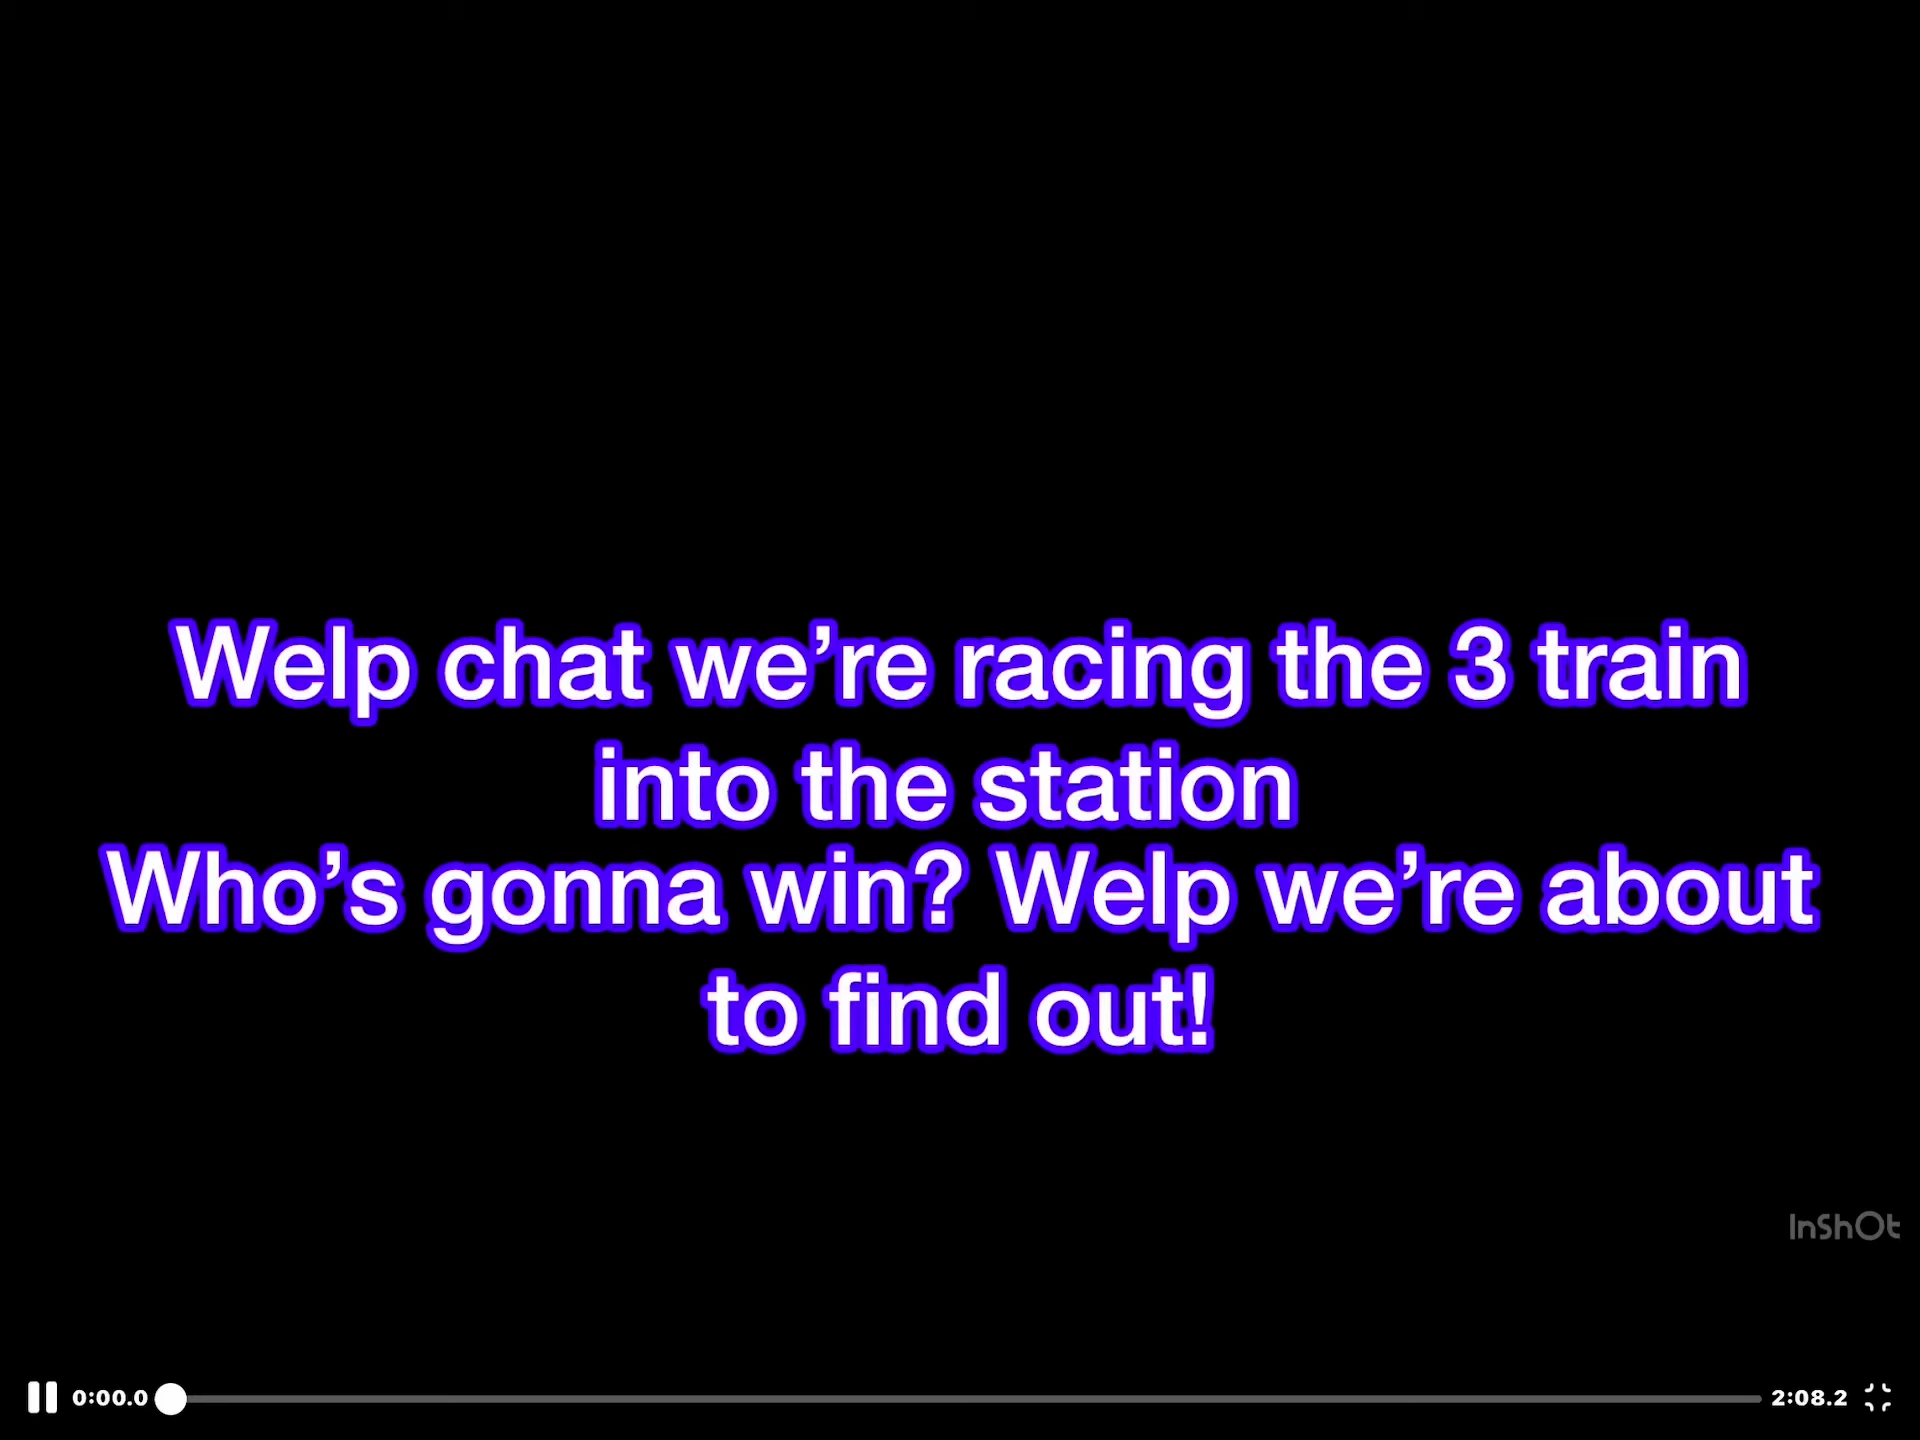 Welp chat we’re racing the 3 train
into the station
Who’s gonna win? Welp we’re about
to find out!
InShOt
0:00.0
2:08.2